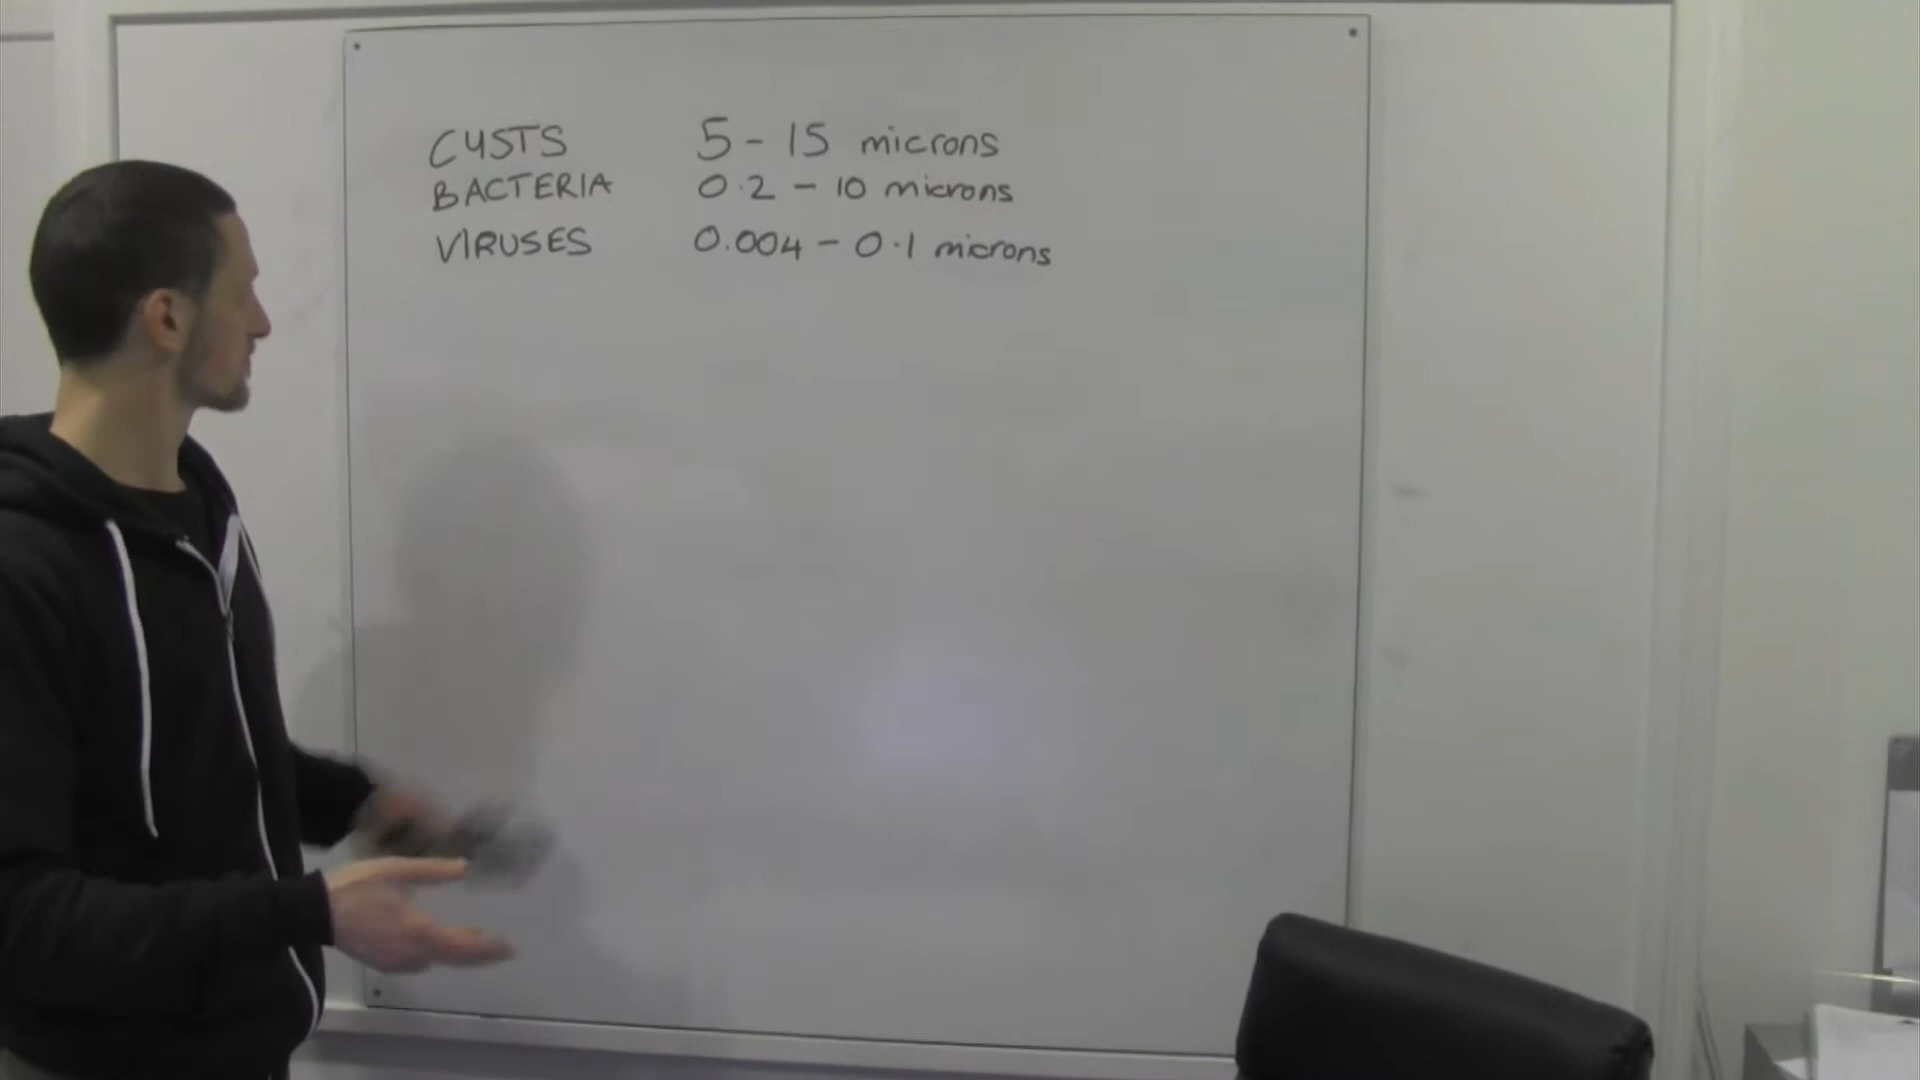 CYSTS 5 - 15 microns
BACTERIA 0.2 - 10 microns
VIRUSES 0.004 - 0.1 microns